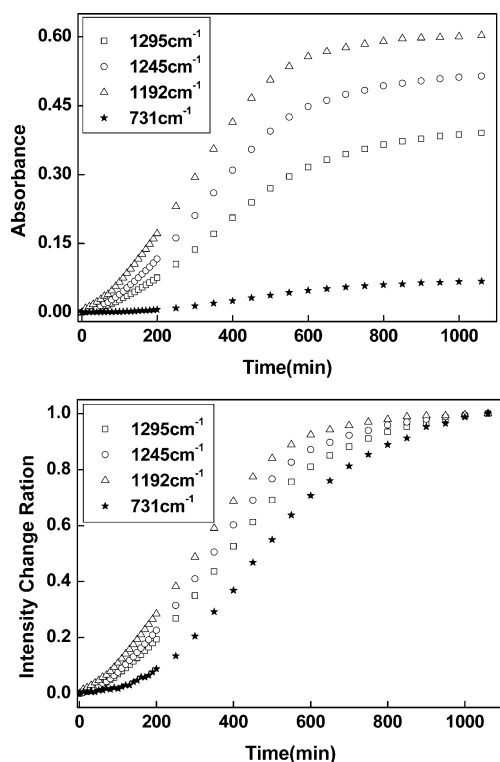 0.60
0.45
0.30
0.15
0.00
Absorbance
1295cm-1
1245cm-1
1192cm-1
731cm-1
0 200 400 600 800 1000
Time(min)
1.0
0.8
0.6
0.4
0.2
0.0
Intensity Change Ration
1295cm-1
1245cm-1
1192cm-1
731cm-1
0 200 400 600 800 1000
Time(min)